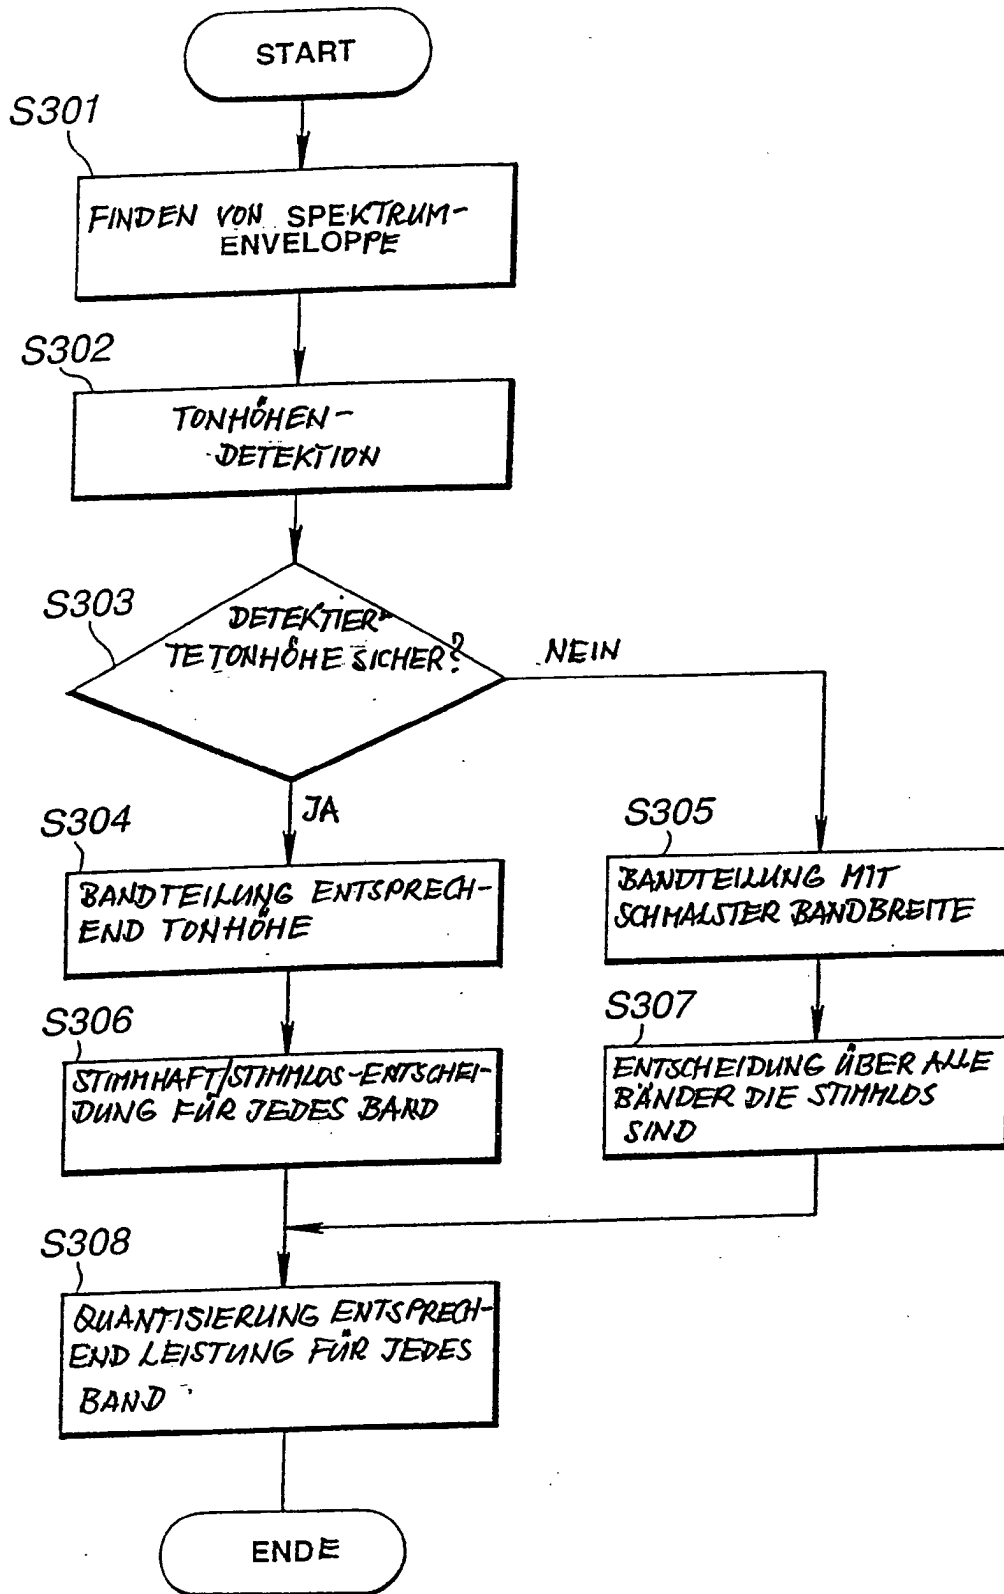 START
S301
FINDEN VON SPEKTRUM-
ENVELOPPE
S302
TONHÖHEN-
DETEKTION
S303
DETEKTIER-
TE TONHÖHE SICHER?
NEIN
JA
S304
BANDTEILUNG ENTSPRECH-
END TONHÖHE
S305
BANDTEILUNG MIT
SCHMALSTER BANDBREITE
S306
STIMMHAFT/STIMMLOS-ENTSCHEI-
DUNG FÜR JEDES BAND
S307
ENTSCHEIDUNG ÜBER ALLE
BÄNDER DIE STIMMLOS
SIND
S308
QUANTISIERUNG ENTSPRECH-
END LEISTUNG FÜR JEDES
BAND
ENDE